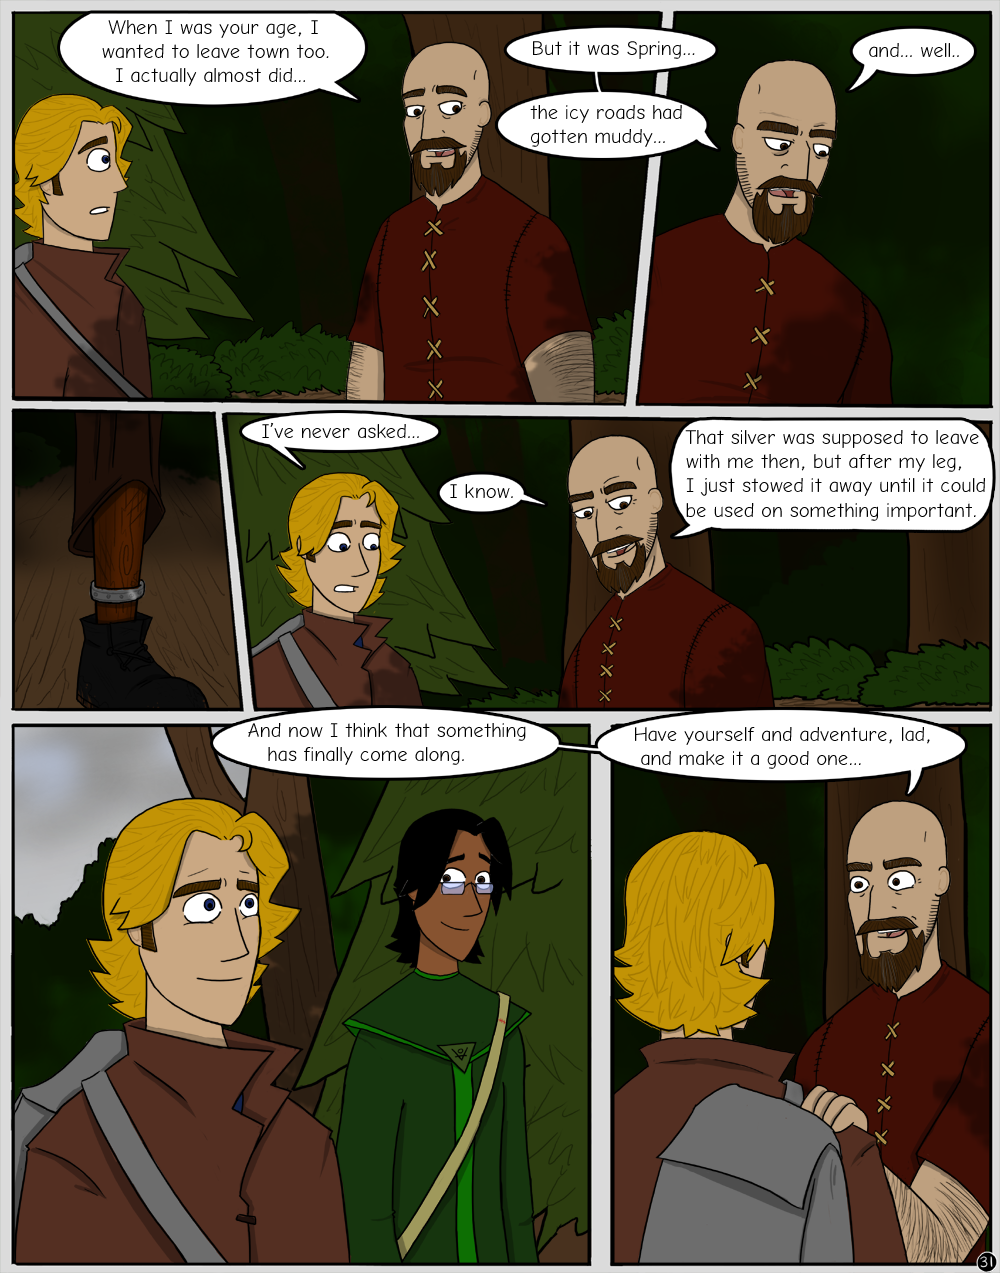 When I was your age, I
wanted to leave town too.
I actually almost did...
But it was Spring...
the icy roads had
gotten muddy...
and... well..
I've never asked...
I know.
That silver was supposed to leave
with me then, but after my leg,
I just stowed it away until it could
be used on something important.
And now I think that something
has finally come along.
Have yourself and adventure, lad,
and make it a good one...
31